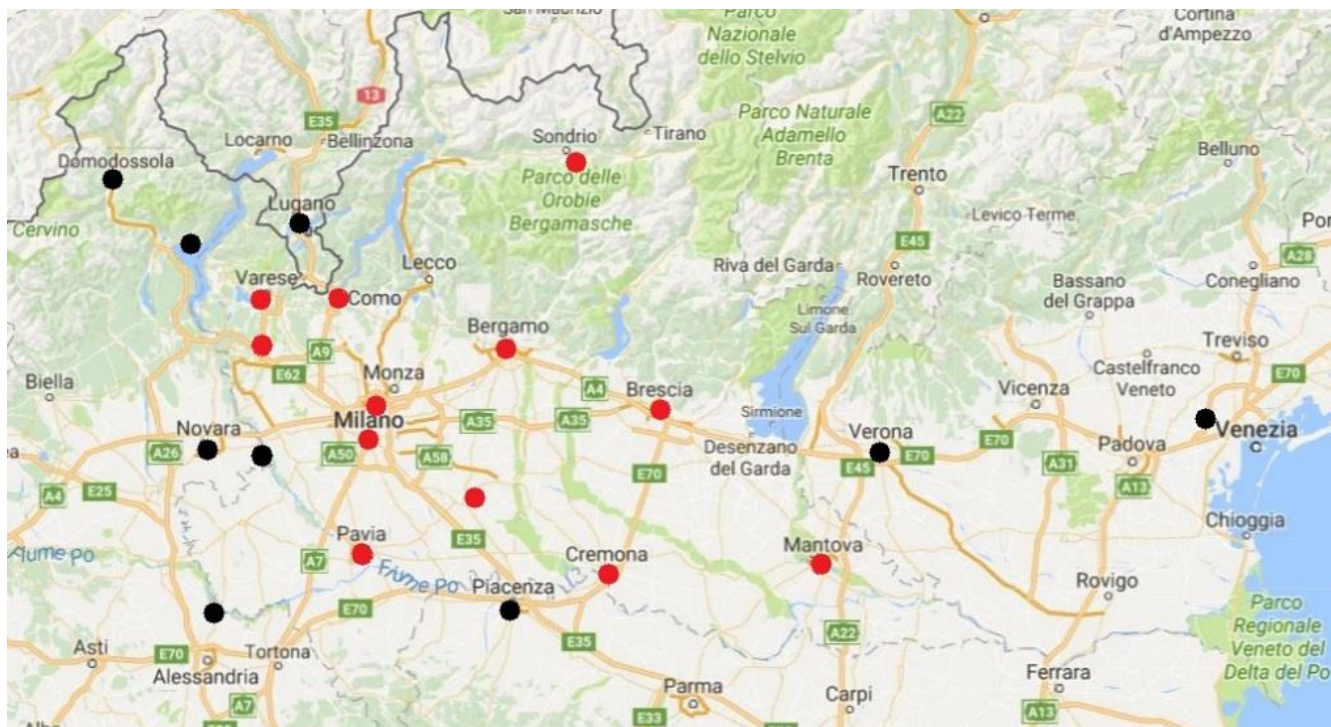 San Maurizio
Parco
Nazionale
dello Stelvio
Cortina
d'Ampezzo
13
A22
E35
Locarno
Bellinzona
Sondrio
Tirano
Parco Naturale
Adamello
Brenta
Belluno
Domodossola
Parco delle
Orobie
Bergamasche
Trento
Lugano
Levico Terme
Cervino
E45
Varese
Como
Lecco
Riva del Garda
Rovereto
Bassano
del Grappa
Conegliano
A28
Limone
Sul Garda
Bergamo
A9
E62
Monza
A4
Treviso
Castelfranco
Veneto
E70
Biella
Brescia
Vicenza
Milano
A35
A35
Sirmione
Novara
A26
A50
A58
Desenzano
del Garda
Verona
E45
E70
E70
Padova
Venezia
A31
A13
A4
E25
E70
Chioggia
Pavia
A7
E35
Cremona
Mantova
Fiume Po
Piacenza
E70
Rovigo
Parco
Regionale
Veneto del
Delta del Po
Asti
E70
Tortona
Alessandria
E35
A22
Ferrara
Parma
Carpi
A7
E33
A13